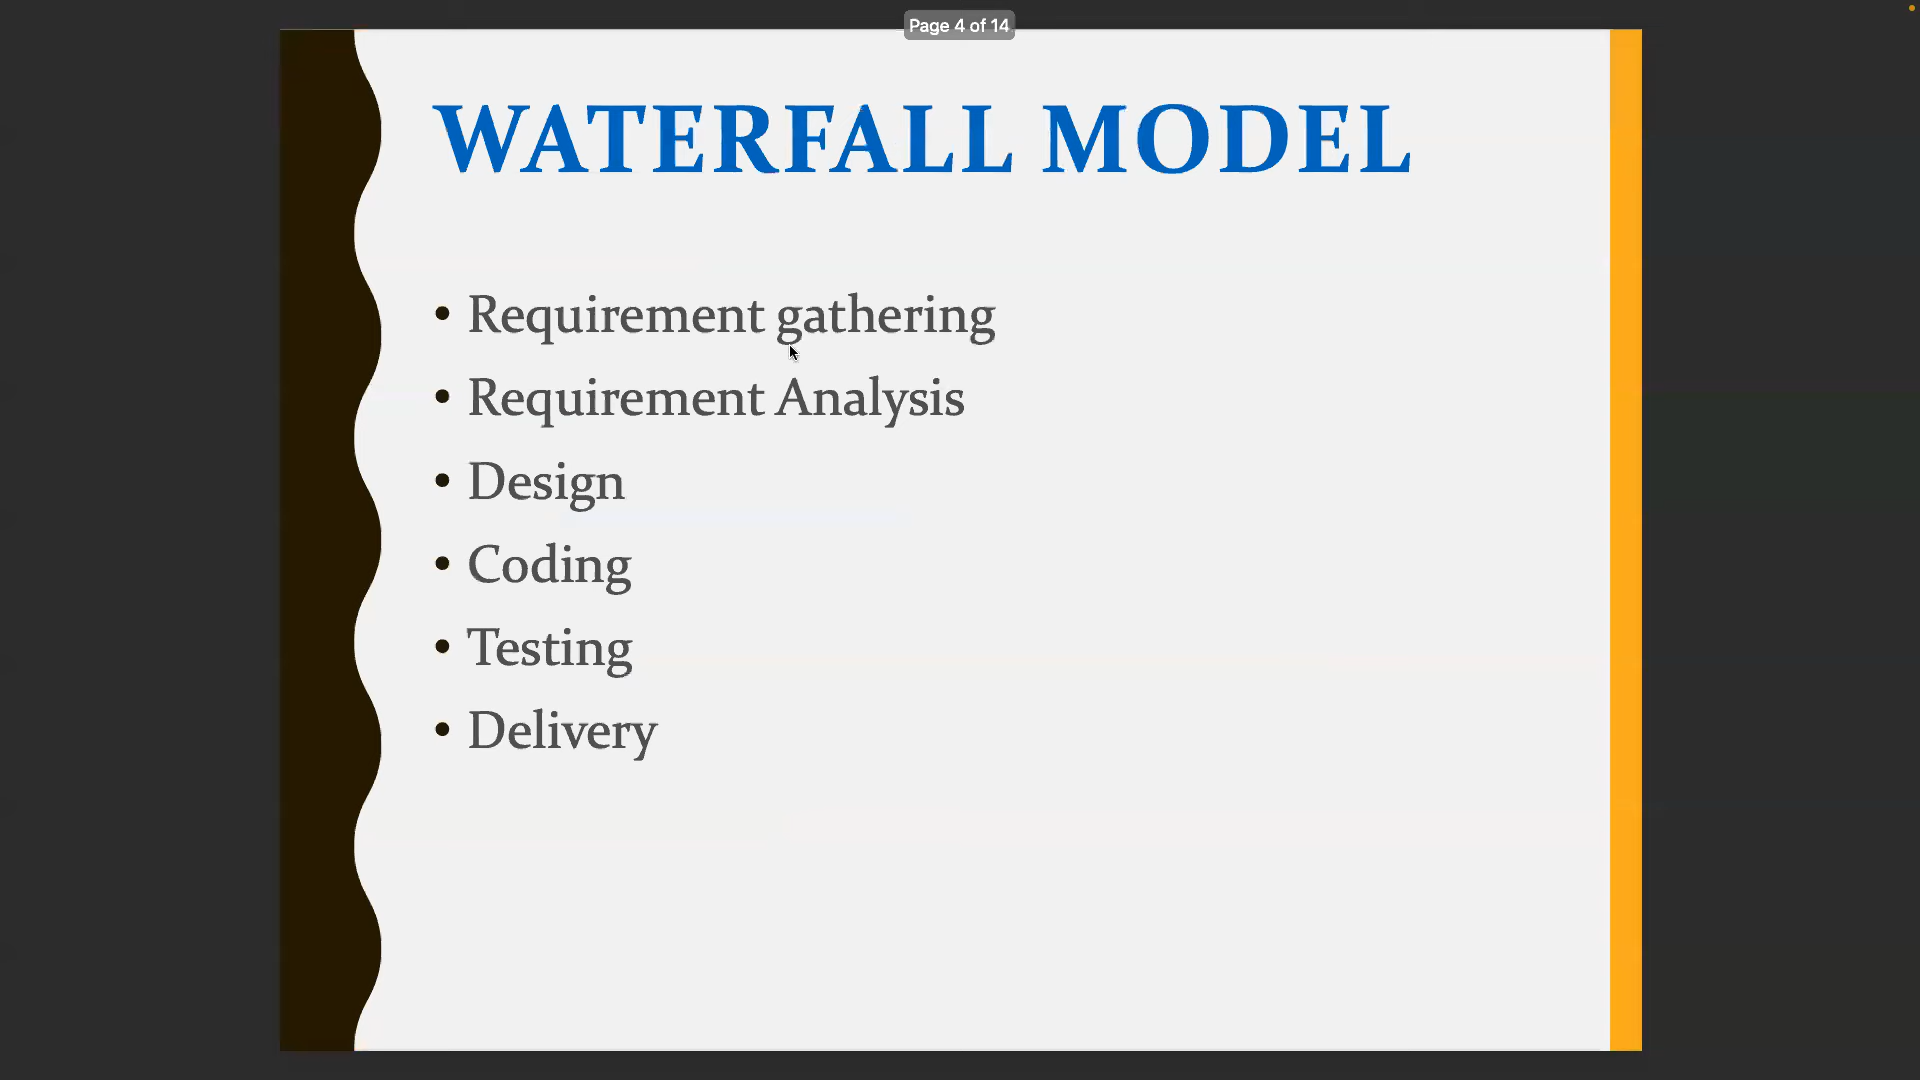 Page 4 of 14
WATERFALL MODEL
• Requirement gathering
• Requirement Analysis
• Design
• Coding
• Testing
• Delivery